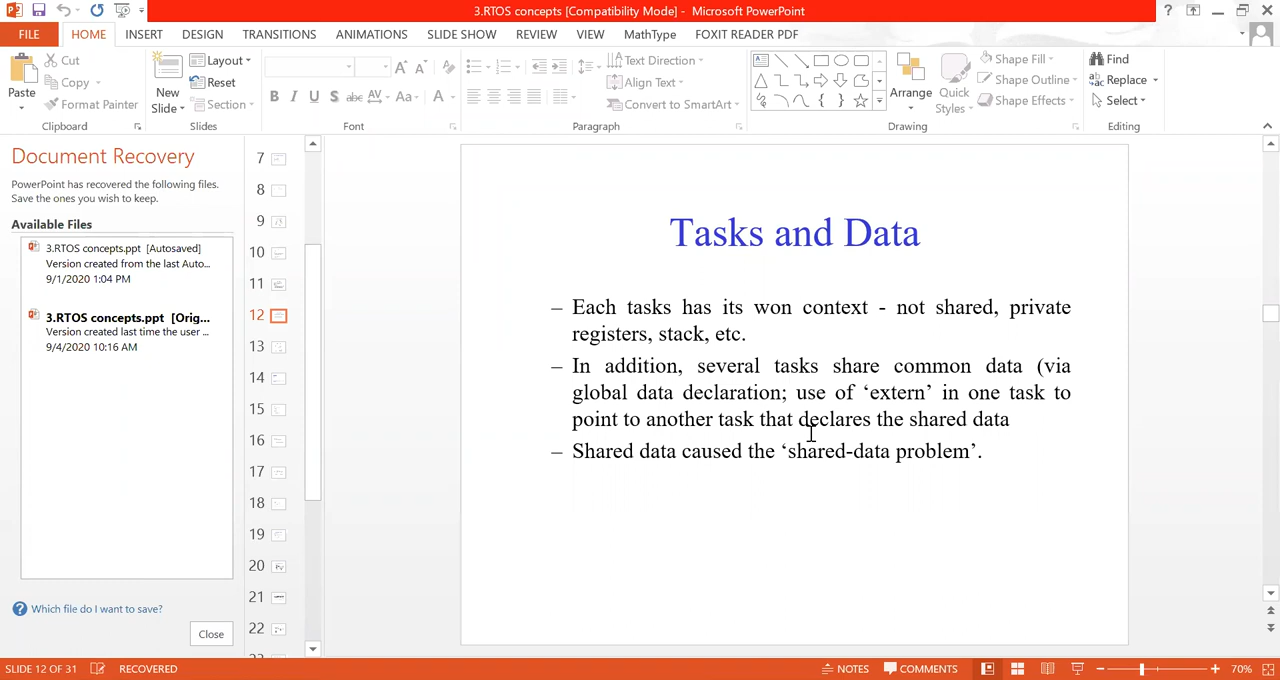 3.RTOS concepts [Compatibility Mode] - Microsoft PowerPoint
FILE HOME INSERT DESIGN TRANSITIONS ANIMATIONS SLIDE SHOW REVIEW VIEW MathType FOXIT READER PDF
Paste
Cut
Copy
Format Painter
Clipboard
New
Slide
Layout
Reset
Section
Slides
B I U S abc AV Aa A
Font
Text Direction
Align Text
Convert to SmartArt
Paragraph
Arrange
Quick
Styles
Shape Fill
Shape Outline
Shape Effects
Drawing
Find
Replace
Select
Editing
Document Recovery
PowerPoint has recovered the following files.
Save the ones you wish to keep.
Available Files
3.RTOS concepts.ppt [Autosaved]
Version created from the last Auto...
9/1/2020 1:04 PM
3.RTOS concepts.ppt [Orig...
Version created last time the user ...
9/4/2020 10:16 AM
Which file do I want to save?
Close
7
8
9
10
11
12
13
14
15
16
17
18
19
20
21
22
Tasks and Data
– Each tasks has its won context - not shared, private
registers, stack, etc.
– In addition, several tasks share common data (via
global data declaration; use of ‘extern’ in one task to
point to another task that declares the shared data
– Shared data caused the ‘shared-data problem’.
SLIDE 12 OF 31 RECOVERED NOTES COMMENTS 70%